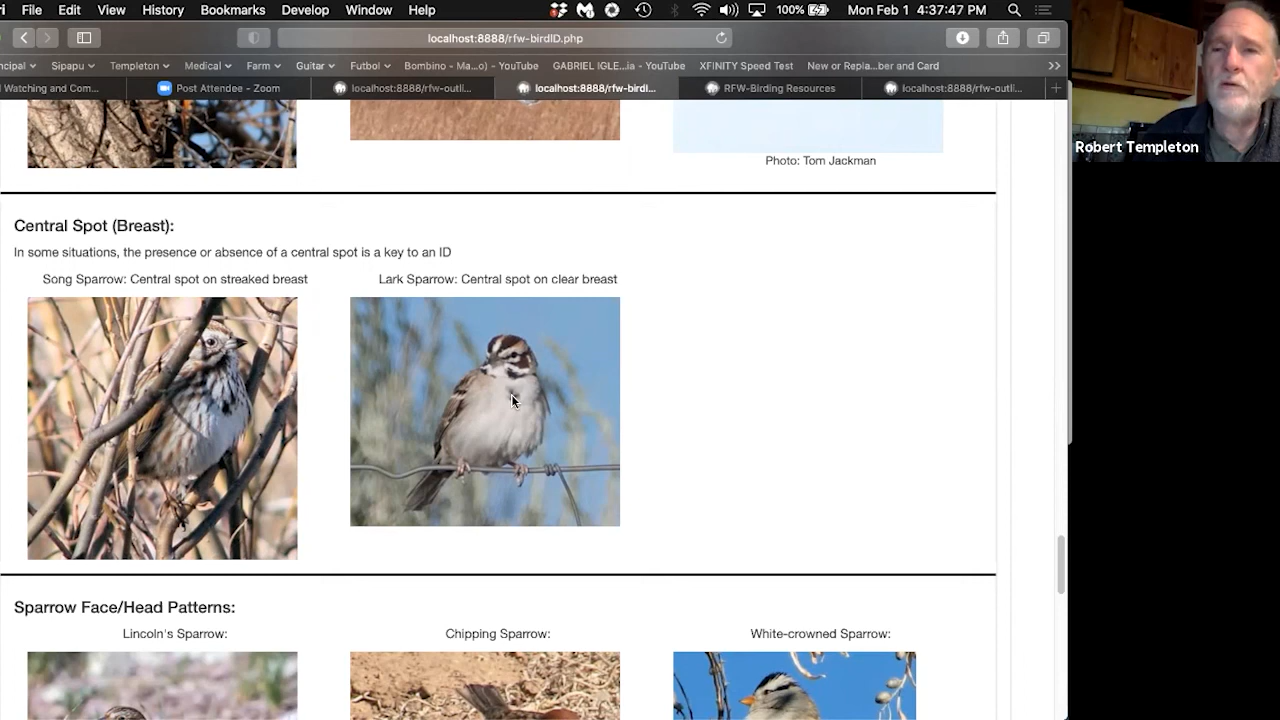 File Edit View History Bookmarks Develop Window Help 100% Mon Feb 1 4:37:47 PM
localhost:8888/rfw-birdID.php
Sipapu Templeton Medical Farm Guitar Futbol Bombino - Ma...o) – YouTube GABRIEL IGLE...ia - YouTube XFINITY Speed Test New or Repla...ber and Card
Watching and Com... Post Attendee - Zoom localhost:8888/rfw-outli... localhost:8888/rfw-birdI... RFW-Birding Resources localhost:8888/rfw-outli...
Robert Templeton
Photo: Tom Jackman
Central Spot (Breast):
In some situations, the presence or absence of a central spot is a key to an ID
Song Sparrow: Central spot on streaked breast Lark Sparrow: Central spot on clear breast
Sparrow Face/Head Patterns:
Lincoln's Sparrow: Chipping Sparrow: White-crowned Sparrow: